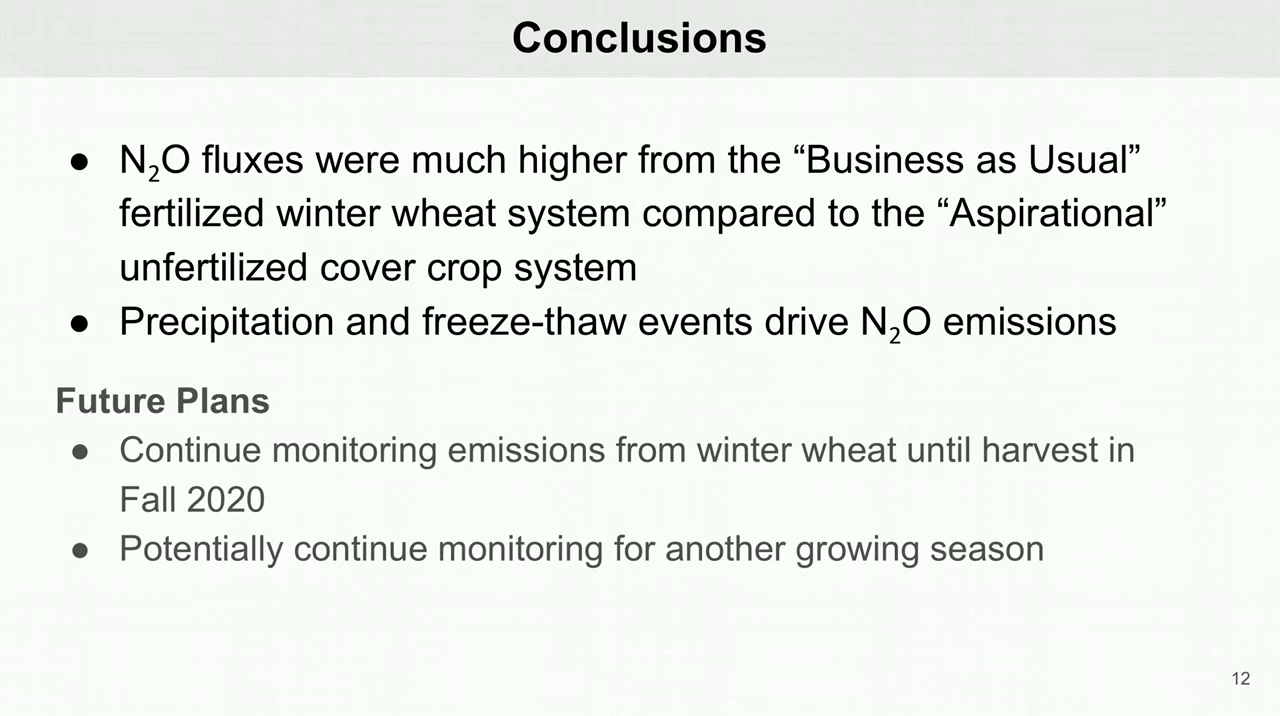 Conclusions
● N₂O fluxes were much higher from the “Business as Usual”
fertilized winter wheat system compared to the “Aspirational”
unfertilized cover crop system
● Precipitation and freeze-thaw events drive N₂O emissions
Future Plans
● Continue monitoring emissions from winter wheat until harvest in
Fall 2020
● Potentially continue monitoring for another growing season
12